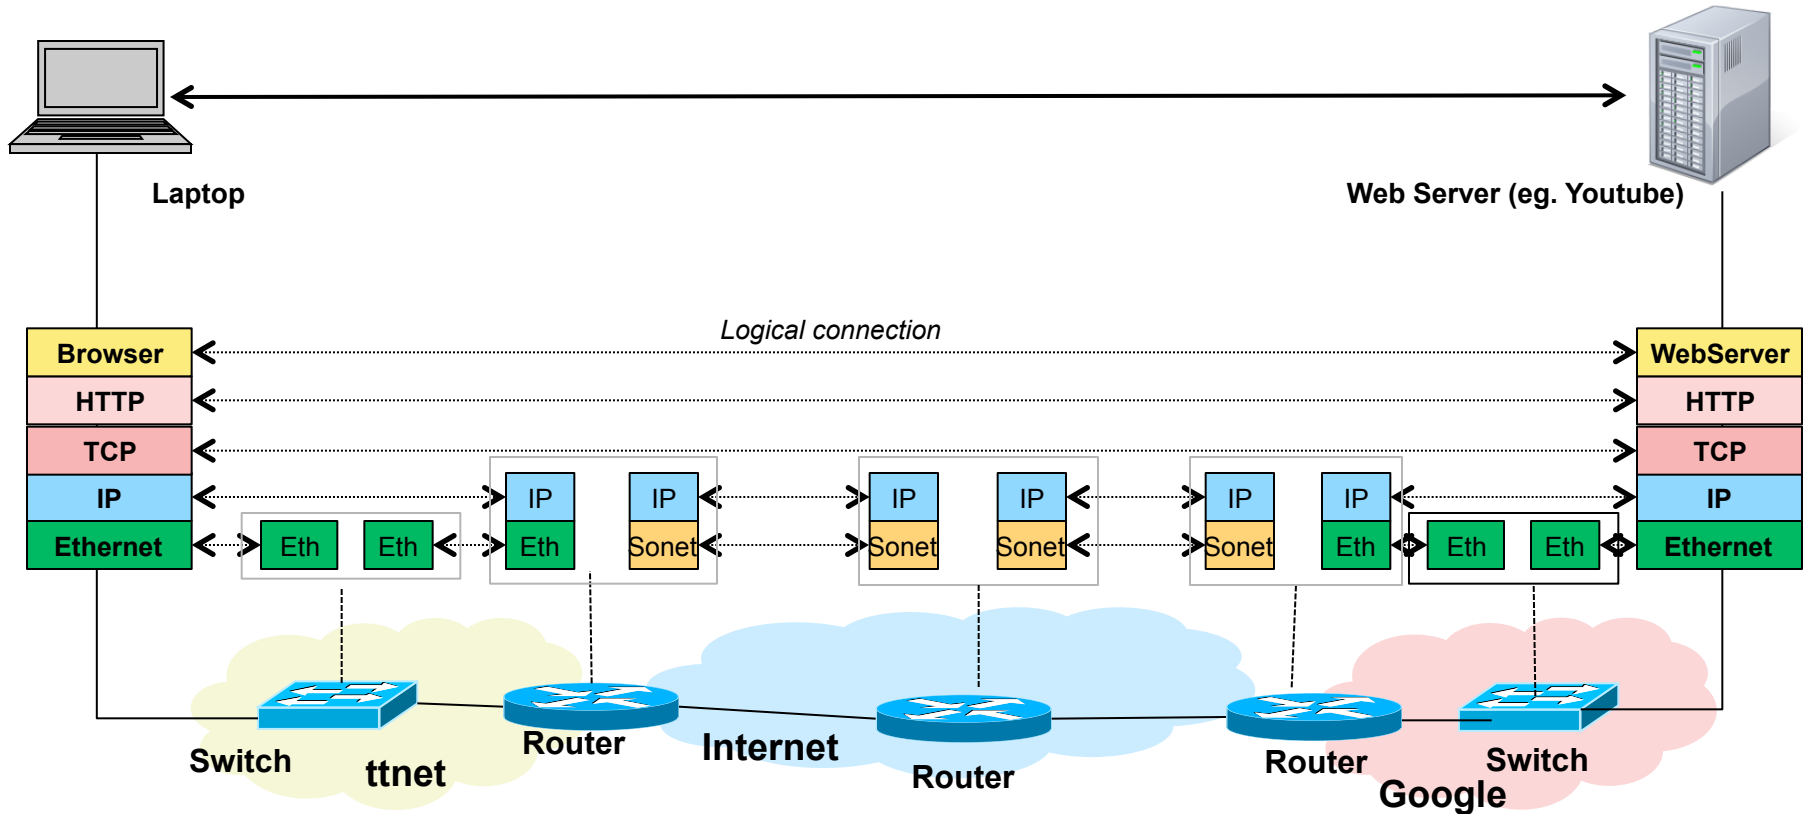 Laptop
Web Server (eg. Youtube)
Logical connection
Browser
WebServer
HTTP
HTTP
TCP
TCP
IP
IP
IP
IP
IP
IP
IP
IP
Ethernet
Eth
Eth
Eth
Sonet
Sonet
Sonet
Sonet
Eth
Eth
Eth
Ethernet
Switch
ttnet
Router
Internet
Router
Router
Google
Switch